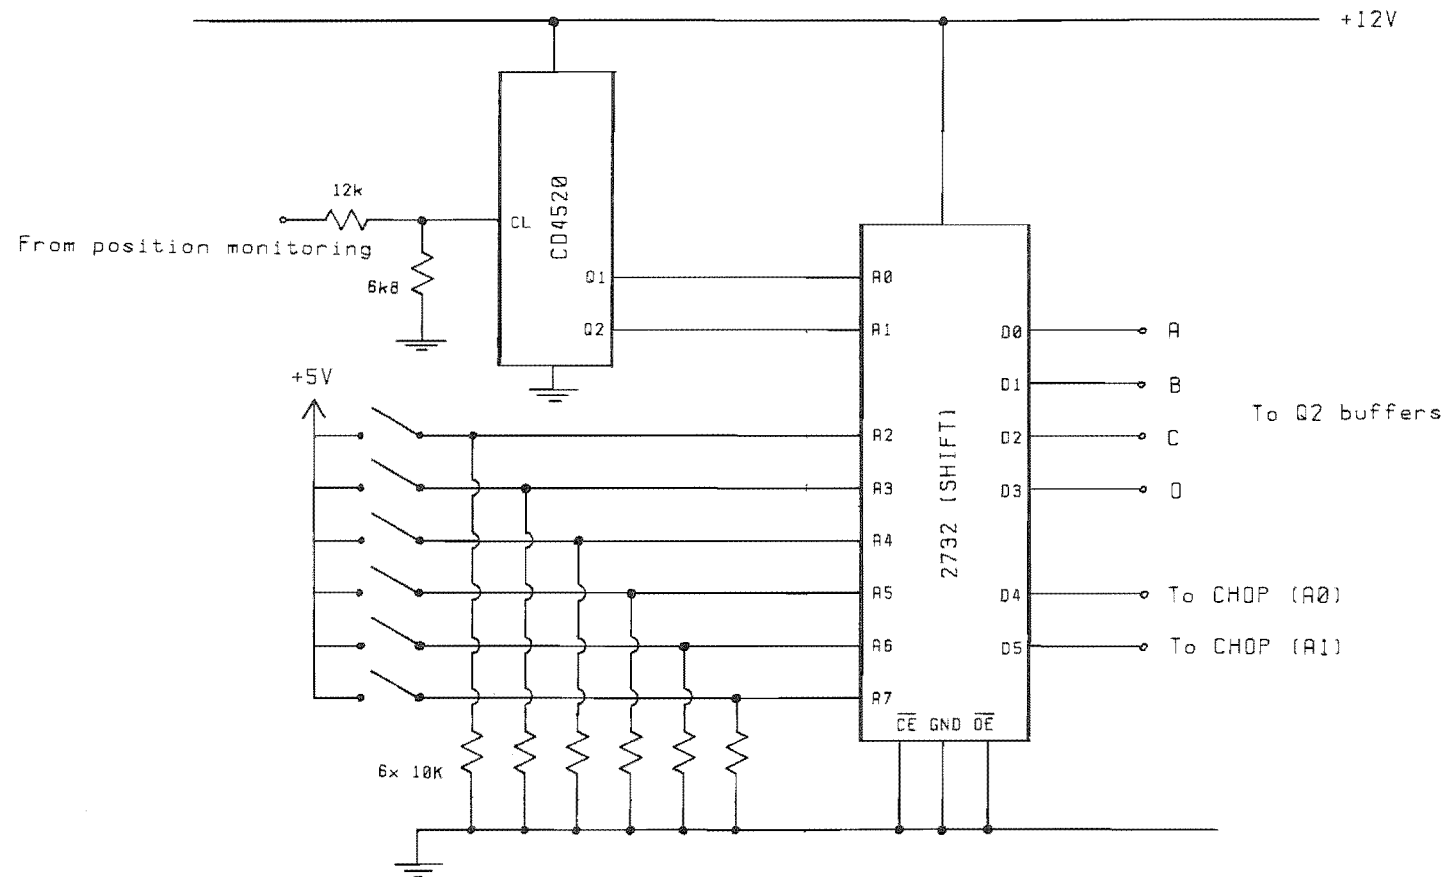 +12V
12k
From position monitoring
6k8
CL
CD4520
Q1
Q2
+5V
A0
A1
A2
A3
A4
A5
A6
A7
2732 (SHIFT)
D0
D1
D2
D3
D4
D5
CE GND OE
A
B
C
D
To Q2 buffers
To CHOP (A0)
To CHOP (A1)
6x 10K